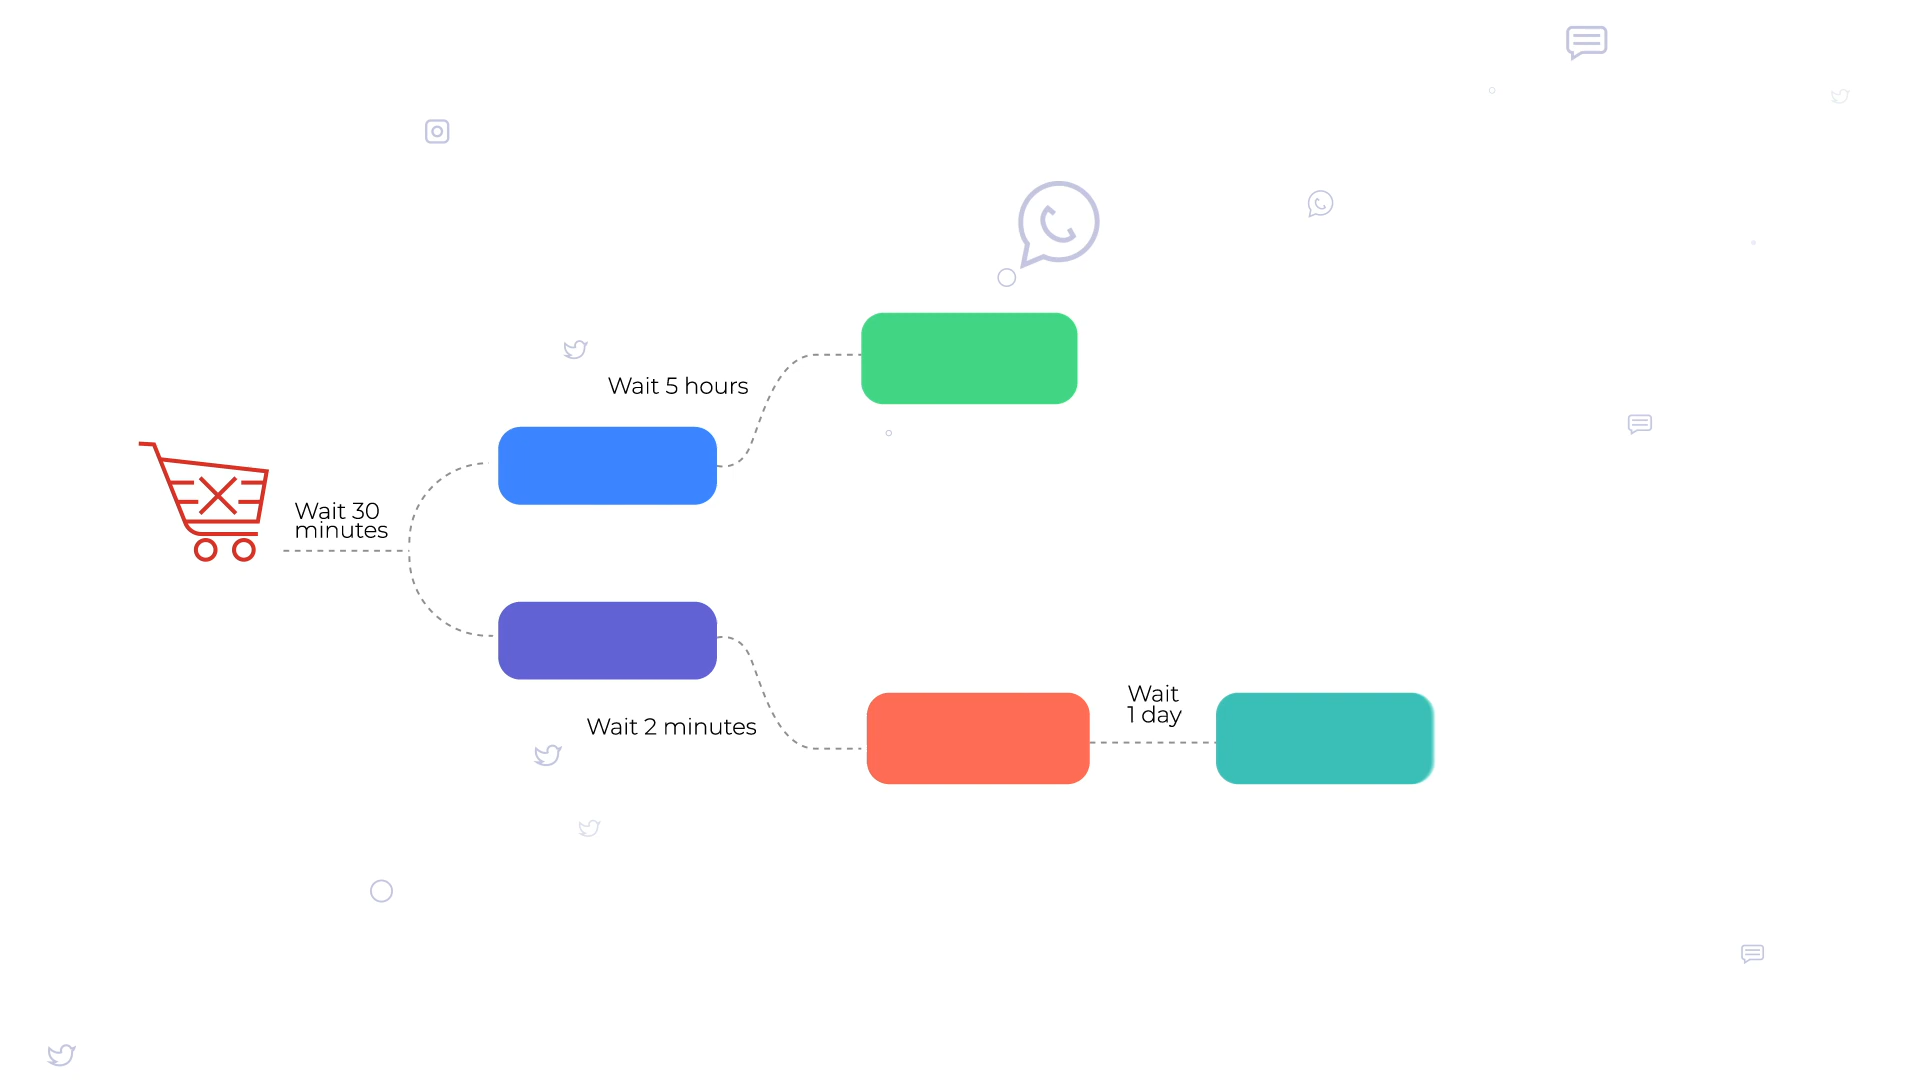 Wait 5 hours
Wait 30
minutes
Wait 2 minutes
Wait
1 day